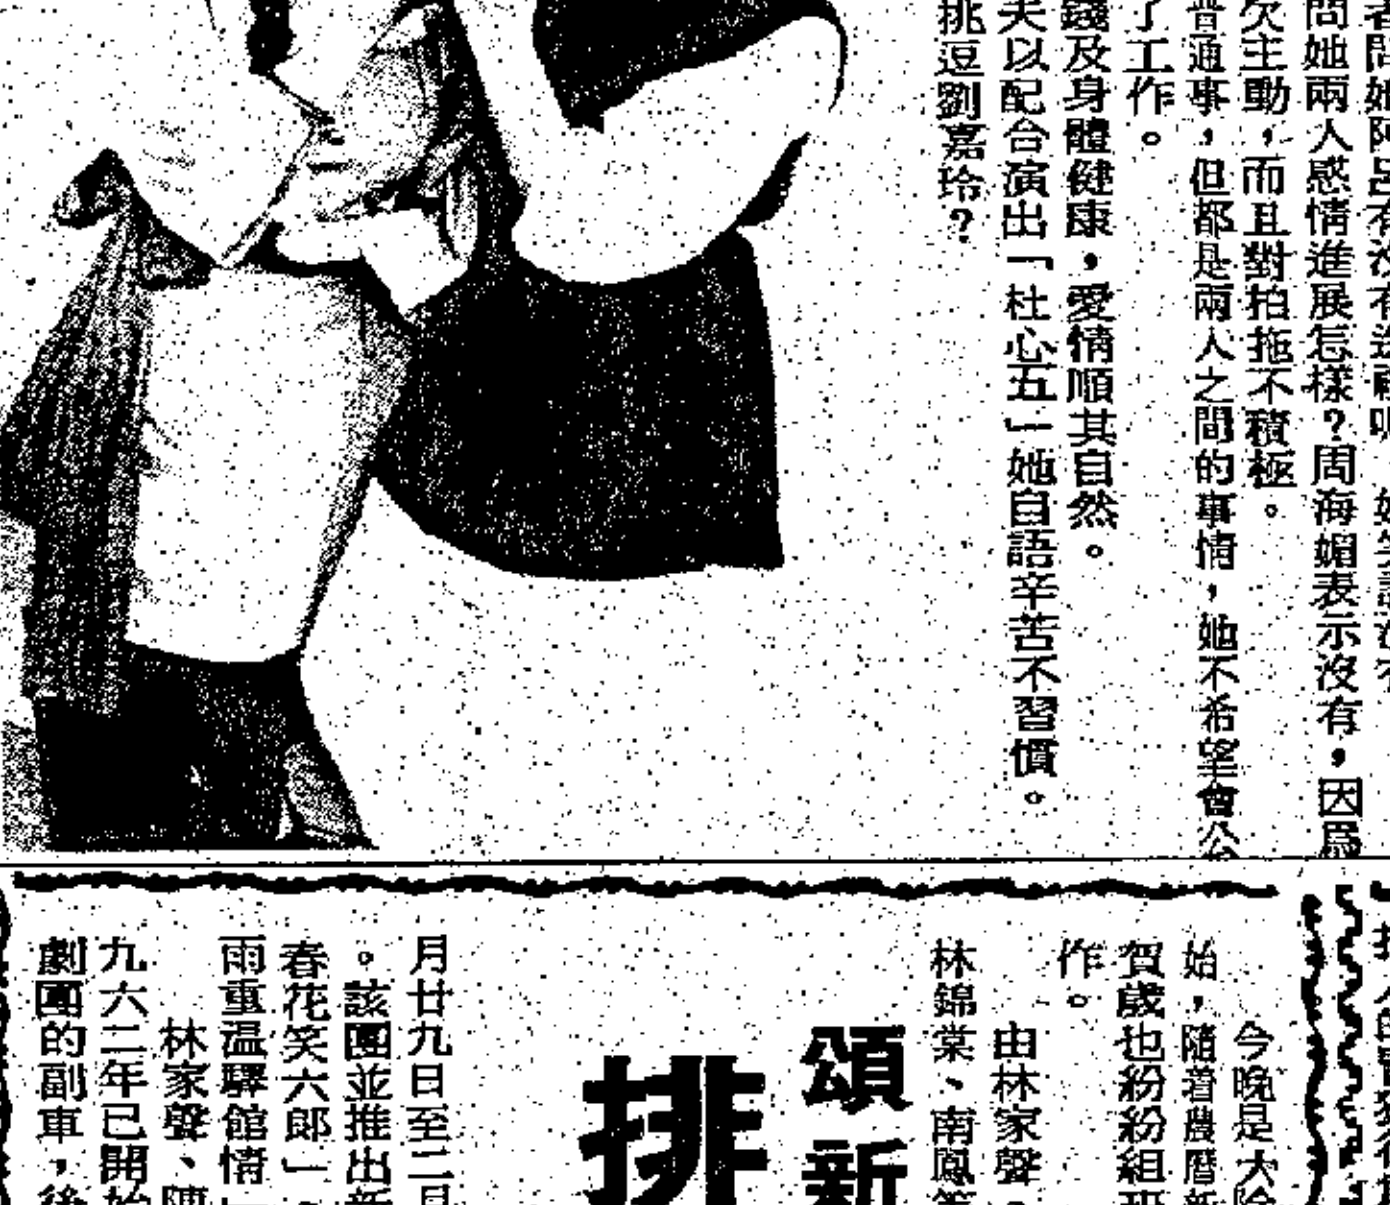 問她兩人感情進展怎樣？周海媚表示沒有，因爲
欠主動，而且對拍拖不積極。
普通事，但都是兩人之間的事情，她不希望會公
了工作。
錢及身體健康，愛情順其自然。
夫以配合演出「杜心五」她自語辛苦不習慣。
挑逗劉嘉玲？
今晚是大除
始，隨着農曆新
賀歲也紛紛組班
作。
由林家聲、
林錦棠、南鳳等
頌新
排
月廿九日至二月
。該團並推出新
春花笑六郎」。
雨重温驛館情
林家聲、陳
九六二年已開始
劇團的副車，後